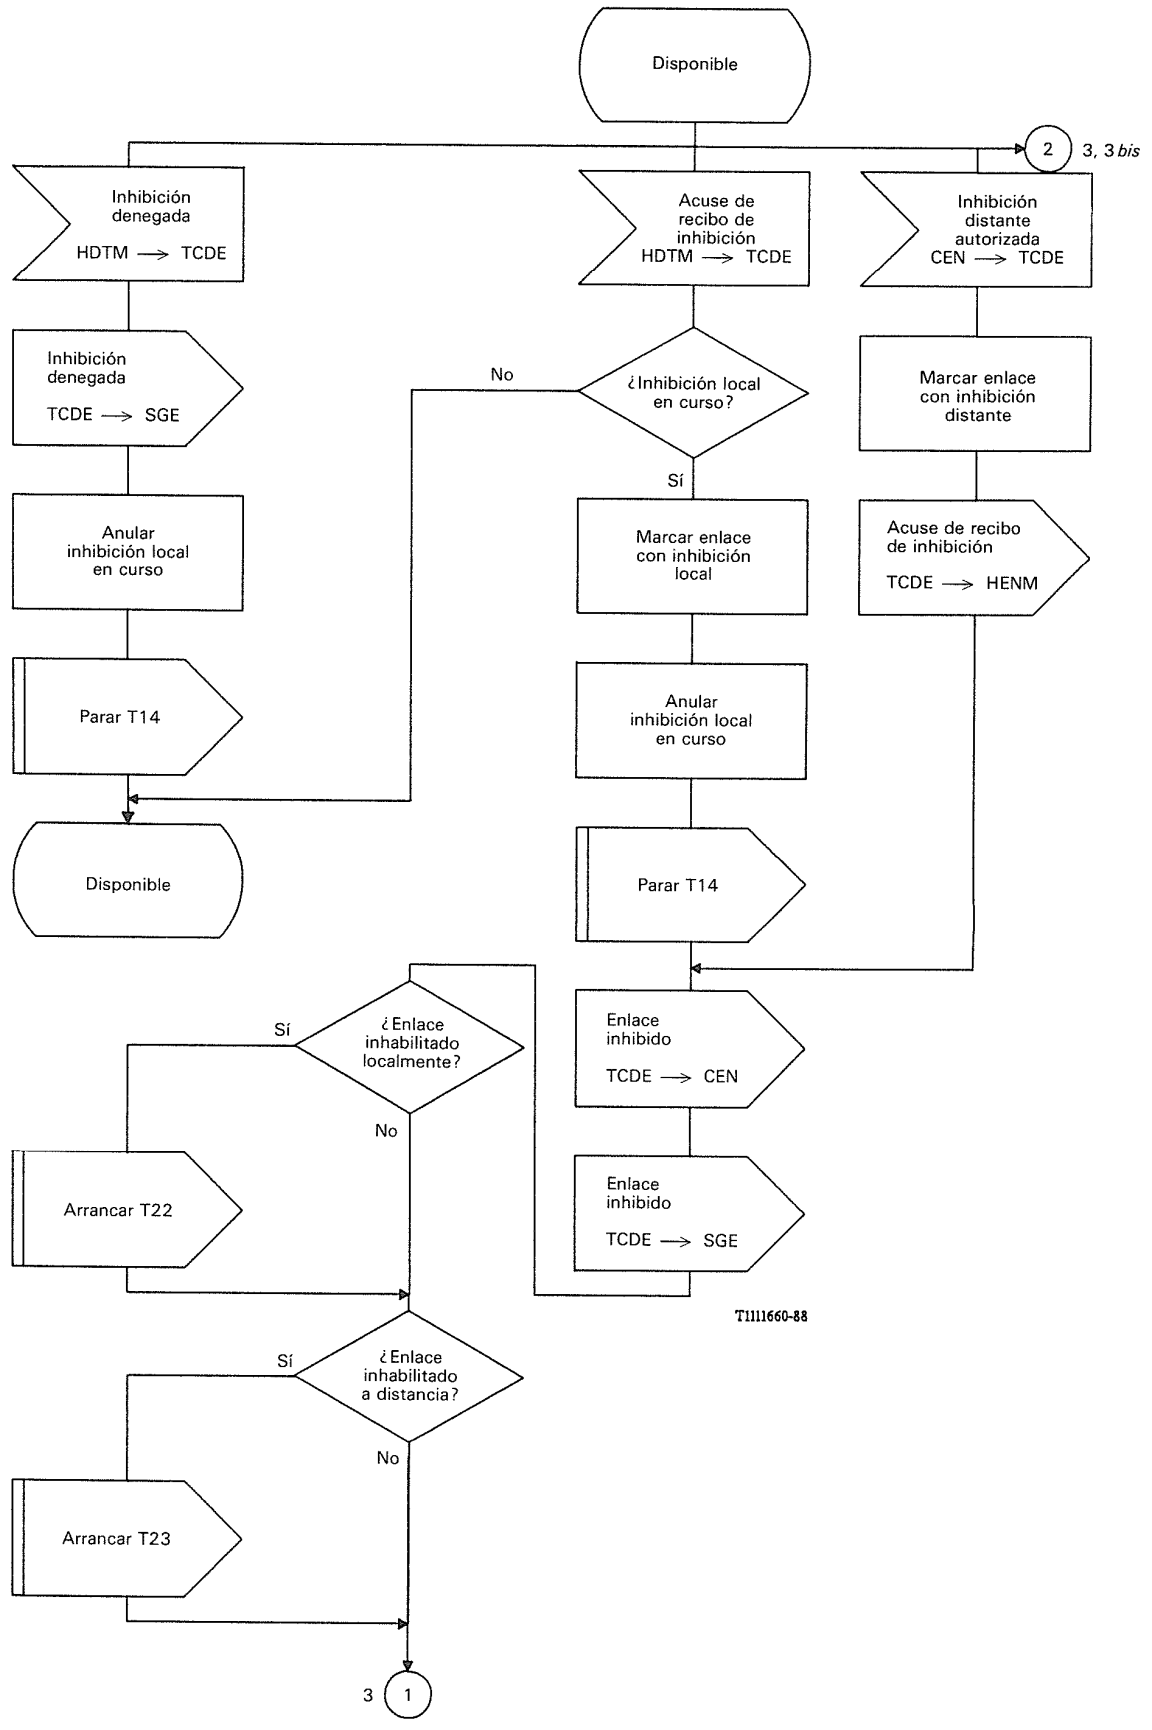 Disponible
2
3, 3 bis
Inhibición
denegada
HDTM → TCDE
Acuse de
recibo de
inhibición
HDTM → TCDE
Inhibición
distante
autorizada
CEN → TCDE
Inhibición
denegada
TCDE → SGE
No
¿Inhibición local
en curso?
Sí
Marcar enlace
con inhibición
distante
Anular
inhibición local
en curso
Marcar enlace
con inhibición
local
Acuse de recibo
de inhibición
TCDE → HENM
Parar T14
Anular
inhibición local
en curso
Disponible
Parar T14
Sí
¿Enlace
inhabilitado
localmente?
No
Enlace
inhibido
TCDE → CEN
Arrancar T22
Enlace
inhibido
TCDE → SGE
T1111660-88
Sí
¿Enlace
inhabilitado
a distancia?
No
Arrancar T23
3
1